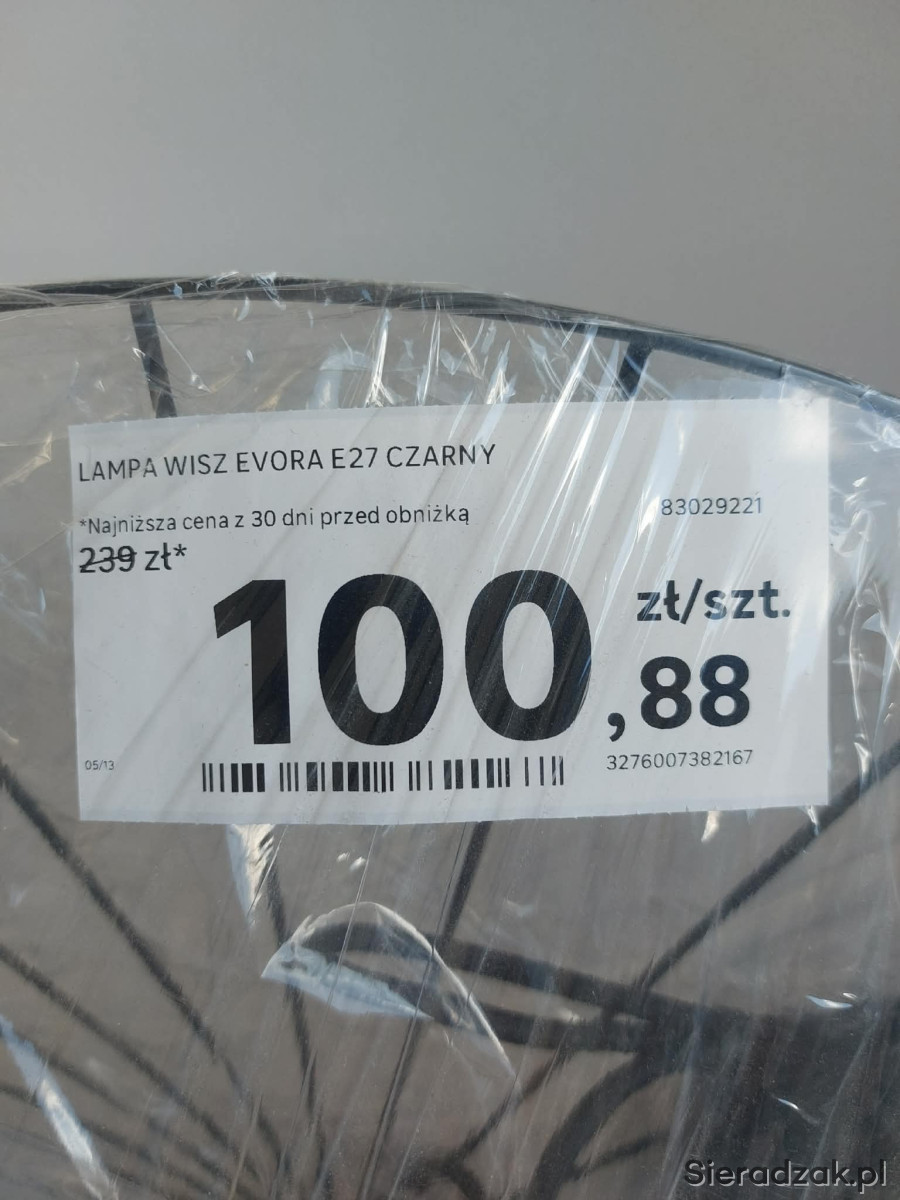 LAMPA WISZ EVORA E27 CZARNY
*Najniższa cena z 30 dni przed obniżką
83029221
239 zł*
100,88 zł/szt.
05/13
3276007382167
Sieradzak.pl